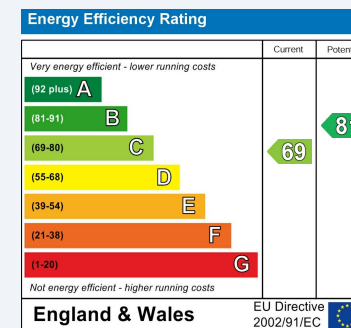 Energy Efficiency Rating
Current
Very energy efficient - lower running costs
(92 plus) A
(81-91) B
(69-80) C
69
(55-68) D
(39-54) E
(21-38) F
(1-20) G
Not energy efficient - higher running costs
England & Wales
EU Directive
2002/91/EC